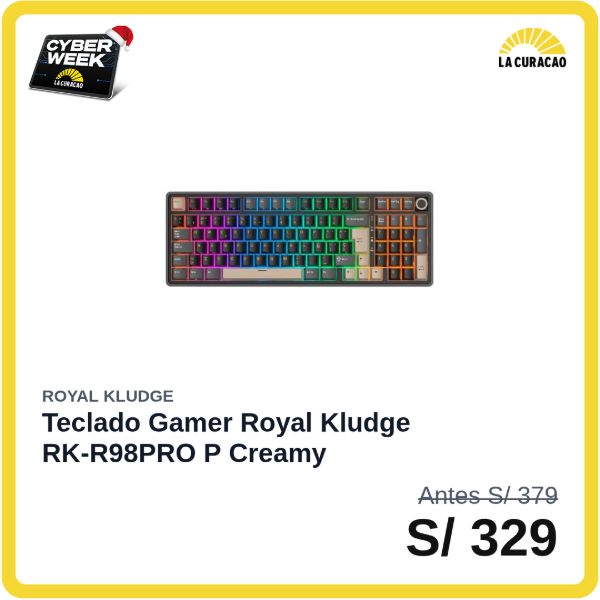 CYBER
WEEK
LA CURACAO
LA CURACAO
ROYAL KLUDGE
Teclado Gamer Royal Kludge
RK-R98PRO P Creamy
Antes S/ 379
S/ 329